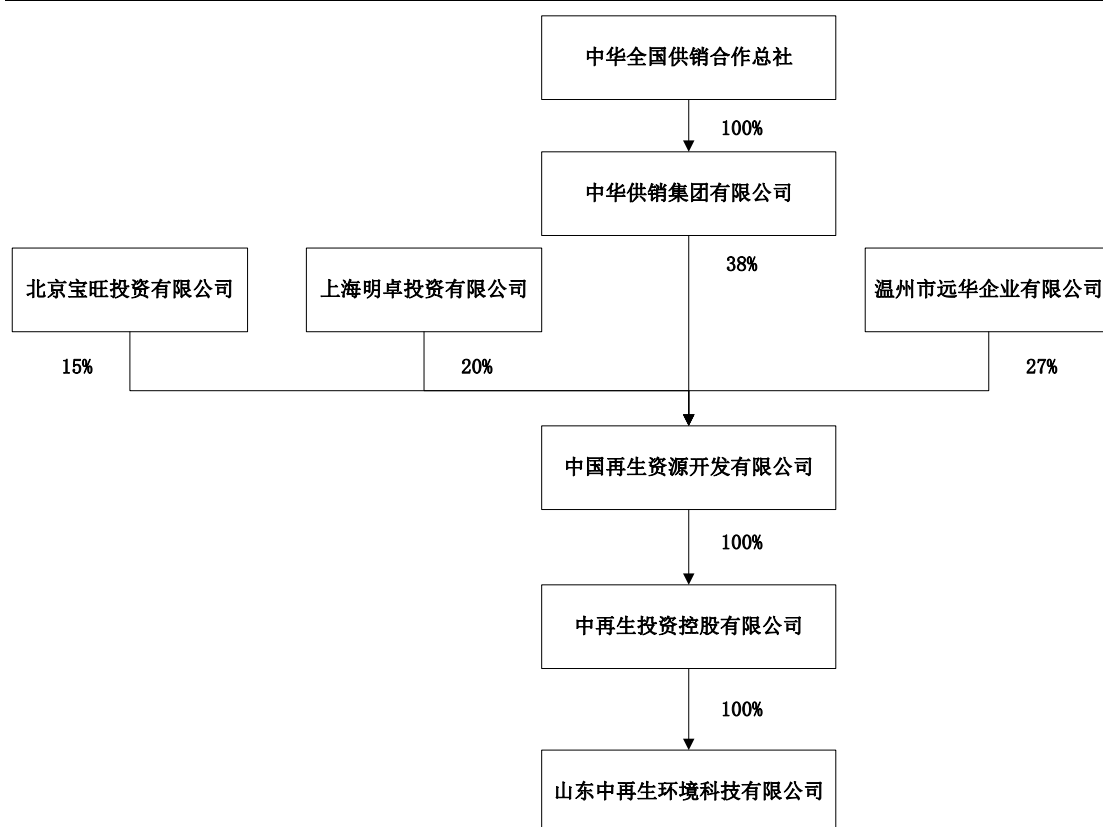 中华全国供销合作总社
100%
中华供销集团有限公司
38%
北京宝旺投资有限公司
上海明卓投资有限公司
温州市远华企业有限公司
15%
20%
27%
中国再生资源开发有限公司
100%
中再生投资控股有限公司
100%
山东中再生环境科技有限公司